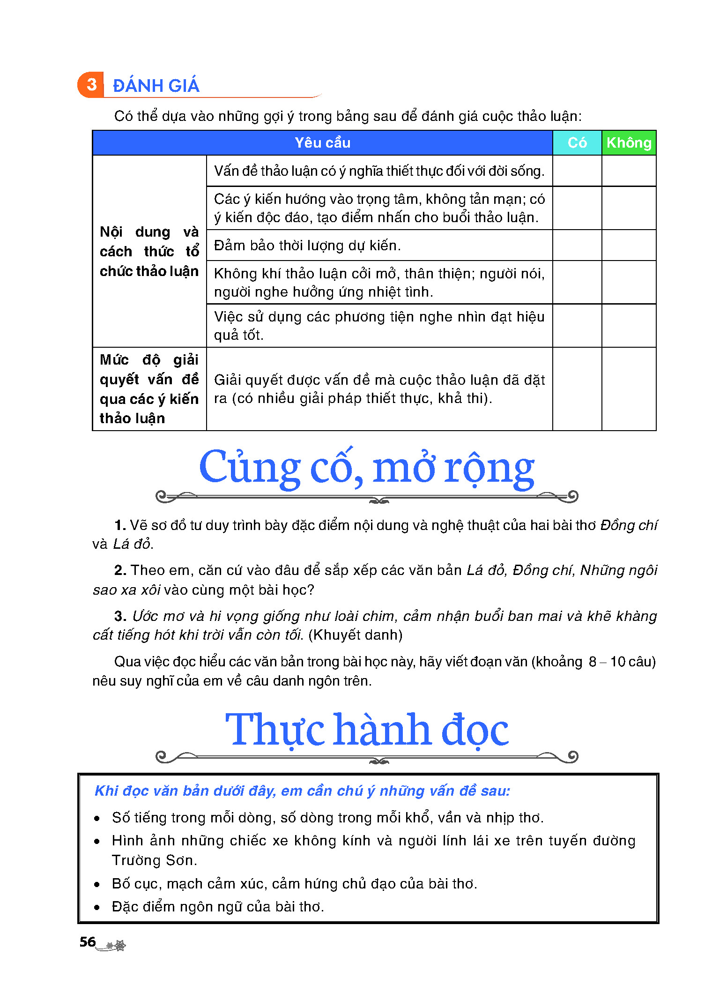 3 ĐÁNH GIÁ
Có thể dựa vào những gợi ý trong bảng sau để đánh giá cuộc thảo luận:
Yêu cầu Có Không
Nội dung và
cách thức tổ
chức thảo luận
Vấn đề thảo luận có ý nghĩa thiết thực đối với đời sống.
Các ý kiến hướng vào trọng tâm, không tản mạn; có
ý kiến độc đáo, tạo điểm nhấn cho buổi thảo luận.
Đảm bảo thời lượng dự kiến.
Không khí thảo luận cởi mở, thân thiện; người nói,
người nghe hưởng ứng nhiệt tình.
Việc sử dụng các phương tiện nghe nhìn đạt hiệu
quả tốt.
Mức độ giải
quyết vấn đề
qua các ý kiến
thảo luận
Giải quyết được vấn đề mà cuộc thảo luận đã đặt
ra (có nhiều giải pháp thiết thực, khả thi).
Củng cố, mở rộng
1. Vẽ sơ đồ tư duy trình bày đặc điểm nội dung và nghệ thuật của hai bài thơ Đồng chí
và Lá đỏ.
2. Theo em, căn cứ vào đâu để sắp xếp các văn bản Lá đỏ, Đồng chí, Những ngôi
sao xa xôi vào cùng một bài học?
3. Ước mơ và hi vọng giống như loài chim, cảm nhận buổi ban mai và khẽ khàng
cất tiếng hót khi trời vẫn còn tối. (Khuyết danh)
Qua việc đọc hiểu các văn bản trong bài học này, hãy viết đoạn văn (khoảng 8 – 10 câu)
nêu suy nghĩ của em về câu danh ngôn trên.
Thực hành đọc
Khi đọc văn bản dưới đây, em cần chú ý những vấn đề sau:
• Số tiếng trong mỗi dòng, số dòng trong mỗi khổ, vần và nhịp thơ.
• Hình ảnh những chiếc xe không kính và người lính lái xe trên tuyến đường
Trường Sơn.
• Bố cục, mạch cảm xúc, cảm hứng chủ đạo của bài thơ.
• Đặc điểm ngôn ngữ của bài thơ.
56